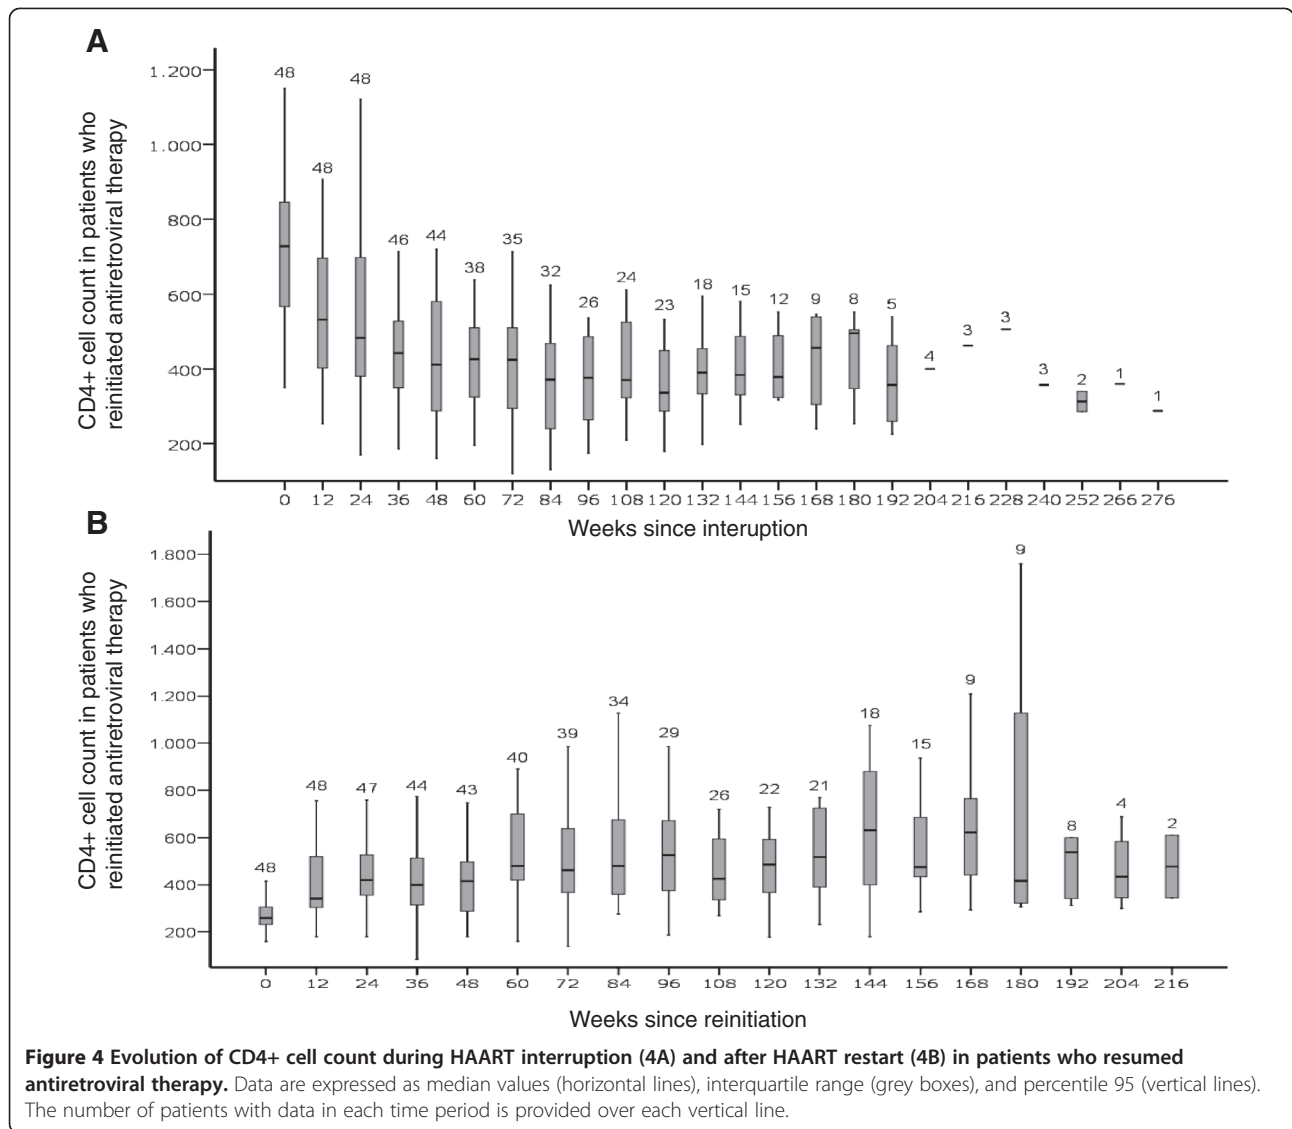 A
CD4+ cell count in patients who
reinitiated antiretroviral therapy
1.200
1.000
800
600
400
200
48 48 48 46 44 38 35 32 26 24 23 18 15 12 9 8 5 4 3 3 3 2 1 1
0 12 24 36 48 60 72 84 96 108 120 132 144 156 168 180 192 204 216 228 240 252 266 276
Weeks since interuption
B
CD4+ cell count in patients who
reinitiated antiretroviral therapy
1.800
1.600
1.400
1.200
1.000
800
600
400
200
48 48 47 44 43 40 39 34 29 26 22 21 18 15 9 9 8 4 2
0 12 24 36 48 60 72 84 96 108 120 132 144 156 168 180 192 204 216
Weeks since reinitiation
Figure 4 Evolution of CD4+ cell count during HAART interruption (4A) and after HAART restart (4B) in patients who resumed
antiretroviral therapy. Data are expressed as median values (horizontal lines), interquartile range (grey boxes), and percentile 95 (vertical lines).
The number of patients with data in each time period is provided over each vertical line.